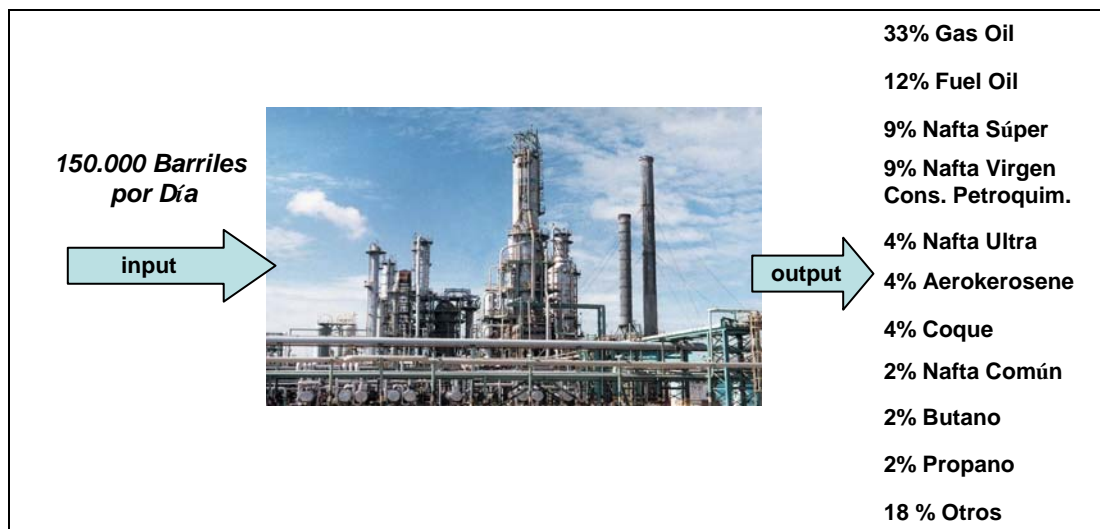 150.000 Barriles
por Día
input
output
33% Gas Oil
12% Fuel Oil
9% Nafta Súper
9% Nafta Virgen
Cons. Petroquim.
4% Nafta Ultra
4% Aerokerosene
4% Coque
2% Nafta Común
2% Butano
2% Propano
18 % Otros